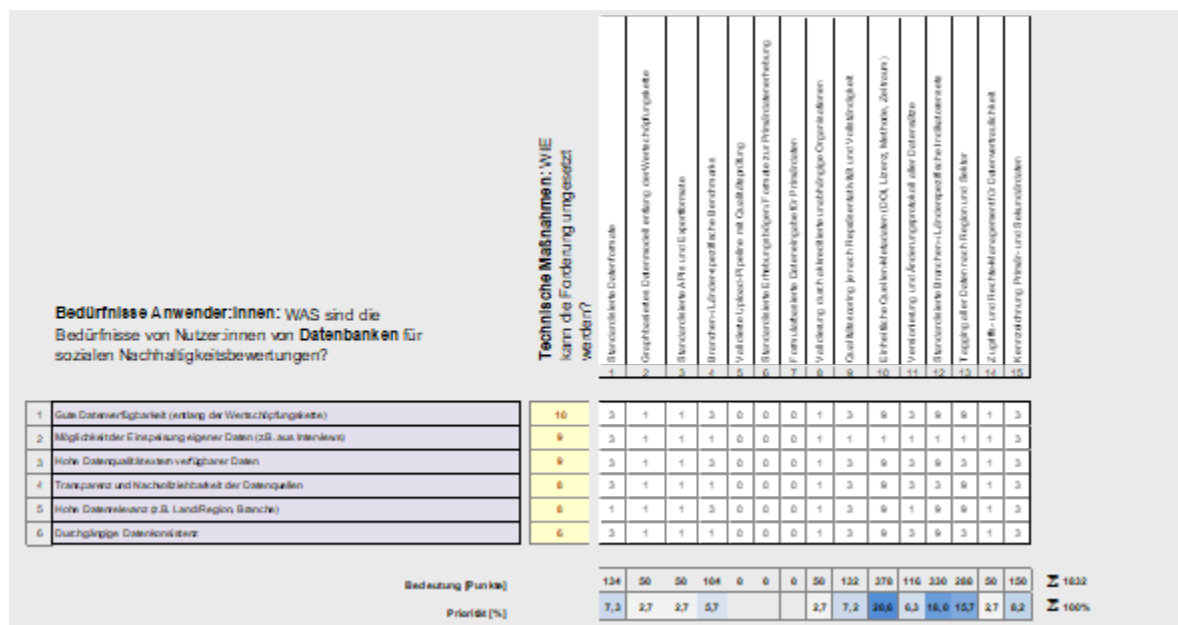 Technische Maßnahmen: WIE
kann die Forderung umgesetzt
werden?
Standardisierte Datenformate
Graphbasiertes Datenmodell entlang der Wertschöpfungskette
Standardisierte APIs und Exportformate
Branchen-/Länderspezifische Benchmarks
Validierte Upload-Pipeline mit Qualitätsprüfung
Standardisierte Erhebungsbögen/Formate zur Primärdatenerhebung
Formularbasierte Dateneingabe für Primärdaten
Validierung durch akkreditierte unabhängige Organisationen
Qualitätsscoring je nach Repräsentativität und Vollständigkeit
Einheitliche Quellen-Metadaten (DOI, Lizenz, Methode, Zeitraum)
Versionierung und Änderungsprotokoll aller Datensätze
Standardisierte Branchen-/Länderspezifische Indikatorensets
Tagging aller Daten nach Region und Sektor
Zugriffs- und Rechte-Management für Datenvertraulichkeit
Kennzeichnung Primär- und Sekundärdaten
Bedürfnisse Anwender:innen: WAS sind die
Bedürfnisse von Nutzer:innen von Datenbanken für
sozialen Nachhaltigkeitsbewertungen?
1 2 3 4 5 6 7 8 9 10 11 12 13 14 15
1 Gute Datenverfügbarkeit (entlang der Wertschöpfungskette) 10 3 1 1 3 0 0 0 1 3 9 3 9 9 1 3
2 Möglichkeit der Einspeisung eigener Daten (z.B. aus Interviews) 9 3 1 1 1 0 0 0 1 1 1 1 1 1 1
3 Hohe Datenqualität extern verfügbarer Daten 9 3 1 1 3 0 0 0 1 3 9 3 9 3 1 3
4 Transparenz und Nachvollziehbarkeit der Datenquellen 8 3 1 1 1 0 0 0 1 3 9 3
5 Hohe Datenrelevanz (z.B. Land/Region, Branche) 8 1 1 1 3 0 0 0 1 3 9 1 9 9 1 3
6 Durchgängige Datenkonsistenz 6 3 1 1 1 0 0 0 1 3 9 3 9 3 1 3
Bedeutung [Punkte] 134 50 50 104 0 0 0 50 132 378 116 330 288 50 150 Σ 1832
Priorität [%] 7,3 2,7 2,7 5,7 2,7 7,2 20,6 6,3 18,0 15,7 2,7 8,2 Σ 100%